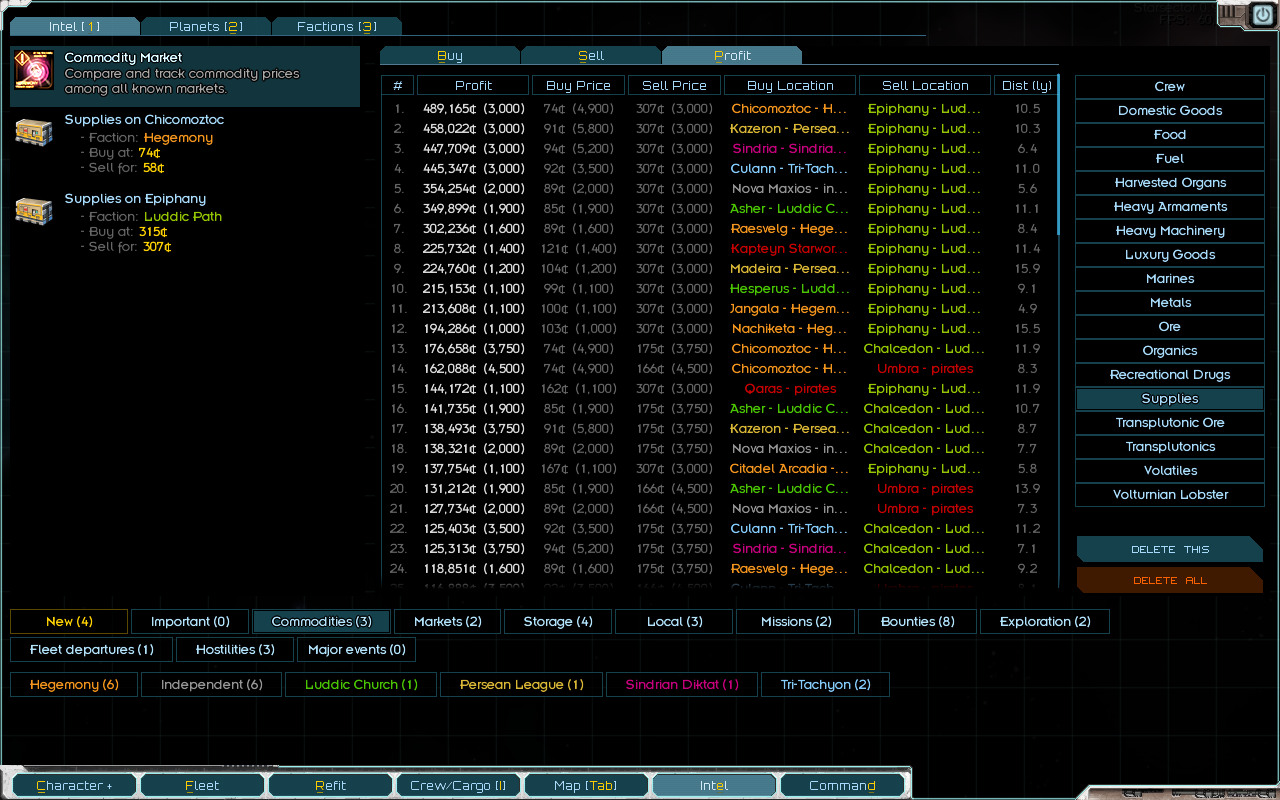 Intel [ 1 ] Planets [2] Factions [3]
Commodity Market
Compare and track commodity prices
among all known markets.
Supplies on Chicomoztoc
- Faction: Hegemony
- Buy at: 74¢
- Sell for: 58¢
Supplies on Epiphany
- Faction: Luddic Path
- Buy at: 315¢
- Sell for: 307¢
Buy Sell Profit
# Profit Buy Price Sell Price Buy Location Sell Location Dist (ly)
1. 489,165¢ (3,000) 74¢ (4,900) 307¢ (3,000) Chicomoztoc - H... Epiphany - Lud... 10.5
2. 458,022¢ (3,000) 91¢ (5,800) 307¢ (3,000) Kazeron - Persea... Epiphany - Lud... 10.3
3. 447,709¢ (3,000) 94¢ (5,200) 307¢ (3,000) Sindria - Sindria... Epiphany - Lud... 6.4
4. 445,347¢ (3,000) 92¢ (3,500) 307¢ (3,000) Culann - Tri-Tach... Epiphany - Lud... 11.0
5. 354,254¢ (2,000) 89¢ (2,000) 307¢ (3,000) Nova Maxios - in... Epiphany - Lud... 5.6
6. 349,899¢ (1,900) 85¢ (1,900) 307¢ (3,000) Asher - Luddic C... Epiphany - Lud... 11.1
7. 302,236¢ (1,600) 89¢ (1,600) 307¢ (3,000) Raesvelg - Hege... Epiphany - Lud... 8.4
8. 225,732¢ (1,400) 121¢ (1,400) 307¢ (3,000) Kapteyn Starwor... Epiphany - Lud... 11.4
9. 224,760¢ (1,200) 104¢ (1,200) 307¢ (3,000) Madeira - Persea... Epiphany - Lud... 15.9
10. 215,153¢ (1,100) 99¢ (1,100) 307¢ (3,000) Hesperus - Ludd... Epiphany - Lud... 9.1
11. 213,608¢ (1,100) 100¢ (1,100) 307¢ (3,000) Jangala - Hegem... Epiphany - Lud... 4.9
12. 194,286¢ (1,000) 103¢ (1,000) 307¢ (3,000) Nachiketa - Heg... Epiphany - Lud... 15.5
13. 176,658¢ (3,750) 74¢ (4,900) 175¢ (3,750) Chicomoztoc - H... Chalcedon - Lud... 11.9
14. 162,088¢ (4,500) 74¢ (4,900) 166¢ (4,500) Chicomoztoc - H... Umbra - pirates 8.3
15. 144,172¢ (1,100) 162¢ (1,100) 307¢ (3,000) Qaras - pirates Epiphany - Lud... 11.9
16. 141,735¢ (1,900) 85¢ (1,900) 175¢ (3,750) Asher - Luddic C... Chalcedon - Lud... 10.7
17. 138,493¢ (3,750) 91¢ (5,800) 175¢ (3,750) Kazeron - Persea... Chalcedon - Lud... 8.7
18. 138,321¢ (2,000) 89¢ (2,000) 175¢ (3,750) Nova Maxios - in... Chalcedon - Lud... 7.7
19. 137,754¢ (1,100) 167¢ (1,100) 307¢ (3,000) Citadel Arcadia -... Epiphany - Lud... 5.8
20. 131,212¢ (1,900) 85¢ (1,900) 166¢ (4,500) Asher - Luddic C... Umbra - pirates 13.9
21. 127,734¢ (2,000) 89¢ (2,000) 166¢ (4,500) Nova Maxios - in... Umbra - pirates 7.3
22. 125,403¢ (3,500) 92¢ (3,500) 175¢ (3,750) Culann - Tri-Tach... Chalcedon - Lud... 11.2
23. 125,313¢ (3,750) 94¢ (5,200) 175¢ (3,750) Sindria - Sindria... Chalcedon - Lud... 7.1
24. 118,851¢ (1,600) 89¢ (1,600) 175¢ (3,750) Raesvelg - Hege... Chalcedon - Lud... 9.2
Crew
Domestic Goods
Food
Fuel
Harvested Organs
Heavy Armaments
Heavy Machinery
Luxury Goods
Marines
Metals
Ore
Organics
Recreational Drugs
Supplies
Transplutonic Ore
Transplutonics
Volatiles
Volturnian Lobster
DELETE THIS
DELETE ALL
New (4) Important (0) Commodities (3) Markets (2) Storage (4) Local (3) Missions (2) Bounties (8) Exploration (2)
Fleet departures (1) Hostilities (3) Major events (0)
Hegemony (6) Independent (6) Luddic Church (1) Persean League (1) Sindrian Diktat (1) Tri-Tachyon (2)
Character + Fleet Refit Crew/Cargo [I] Map [Tab] Intel Command